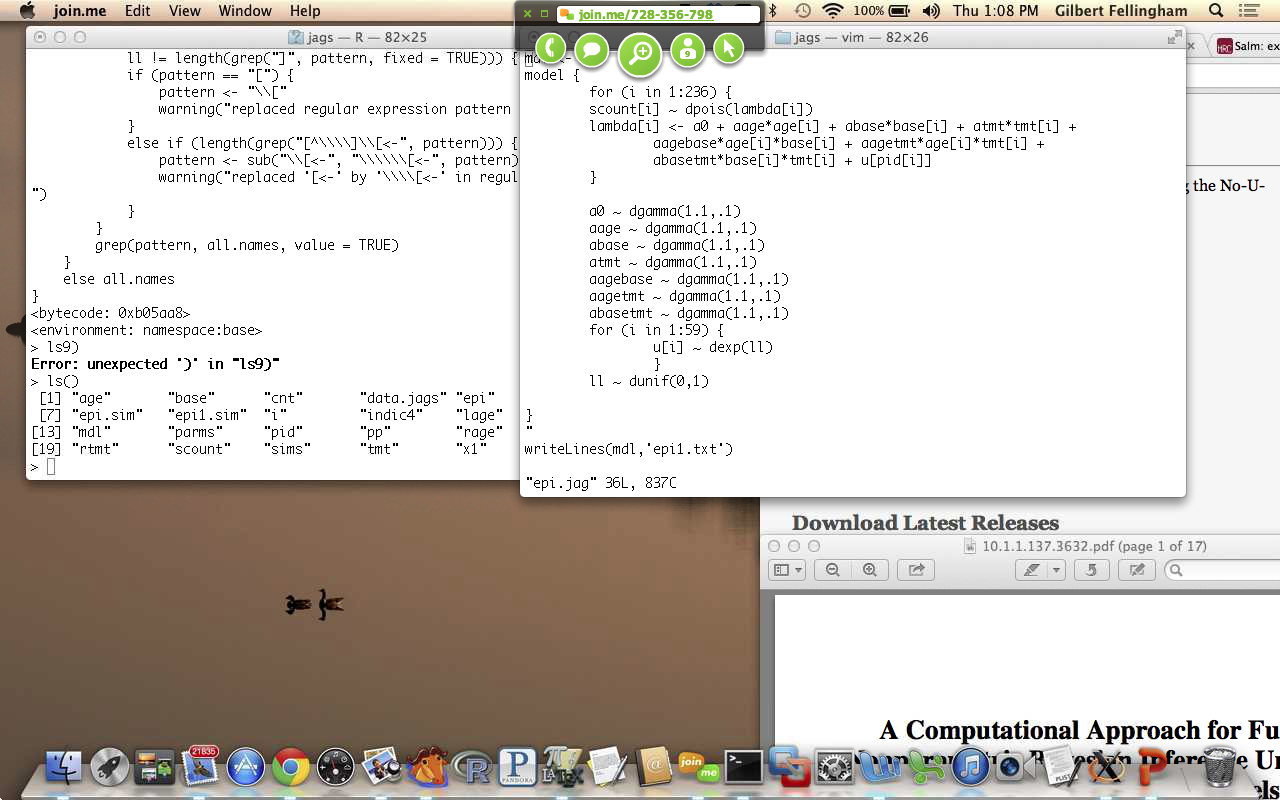 join.me Edit View Window Help
join.me/728-356-798
100% Thu 1:08 PM Gilbert Fellingham
jags — R — 82×25
ll != length(grep("]", pattern, fixed = TRUE))) {
if (pattern == "[") {
pattern <- "\\["
warning("replaced regular expression pattern
}
else if (length(grep("[^\\\\]\\[<-", pattern))) {
pattern <- sub("\\[<-", "\\\\\\[<-", pattern)
warning("replaced '[<-' by '\\\\[<-' in regul
")
}
}
grep(pattern, all.names, value = TRUE)
}
else all.names
}
<bytecode: 0xb05aa8>
<environment: namespace:base>
> ls9)
Error: unexpected ')' in "ls9)"
> ls()
[1] "age" "base" "cnt" "data.jags" "epi"
[7] "epi.sim" "epi1.sim" "i" "indic4" "lage"
[13] "mdl" "parms" "pid" "pp" "rage"
[19] "rtmt" "scount" "sims" "tmt" "x1"
>
jags — vim — 82×26
model {
for (i in 1:236) {
scount[i] ~ dpois(lambda[i])
lambda[i] <- a0 + aage*age[i] + abase*base[i] + atmt*tmt[i] +
aagebase*age[i]*base[i] + aagetmt*age[i]*tmt[i] +
abasetmt*base[i]*tmt[i] + u[pid[i]]
}
a0 ~ dgamma(1.1,.1)
aage ~ dgamma(1.1,.1)
abase ~ dgamma(1.1,.1)
atmt ~ dgamma(1.1,.1)
aagebase ~ dgamma(1.1,.1)
aagetmt ~ dgamma(1.1,.1)
abasetmt ~ dgamma(1.1,.1)
for (i in 1:59) {
u[i] ~ dexp(ll)
}
ll ~ dunif(0,1)
}
"
writeLines(mdl,'epi1.txt')
"epi.jag" 36L, 837C
MRC Salm: ex
the No-U-
Download Latest Releases
10.1.1.137.3632.pdf (page 1 of 17)
A Computational Approach for Fu
21835
PANDORA
join me
PLIST